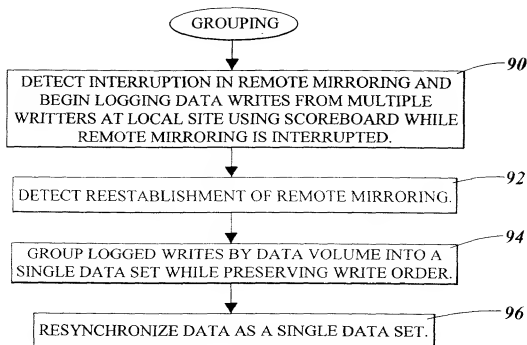 GROUPING
90
DETECT INTERRUPTION IN REMOTE MIRRORING AND
BEGIN LOGGING DATA WRITES FROM MULTIPLE
WRITTERS AT LOCAL SITE USING SCOREBOARD WHILE
REMOTE MIRRORING IS INTERRUPTED.
92
DETECT REESTABLISHMENT OF REMOTE MIRRORING.
94
GROUP LOGGED WRITES BY DATA VOLUME INTO A
SINGLE DATA SET WHILE PRESERVING WRITE ORDER.
96
RESYNCHRONIZE DATA AS A SINGLE DATA SET.